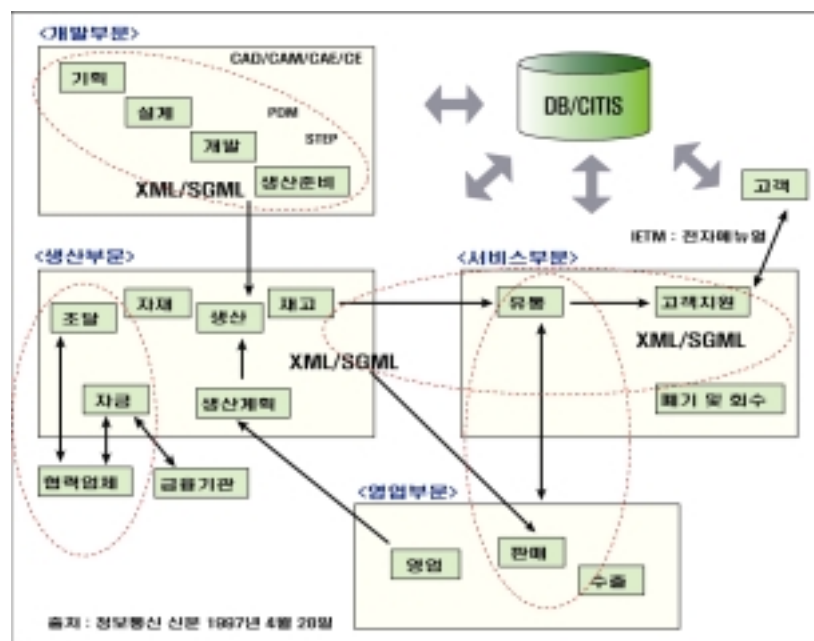 <개발부문>
CAD/CAM/CAE/CE
기획
설계
PDM
개발
STEP
XML/SGML
생산준비
DB/CITIS
고객
IETM : 전자메뉴얼
<생산부문>
조달
자재
생산
재고
XML/SGML
자금
생산계획
협력업체
금융기관
<서비스부문>
유통
고객지원
XML/SGML
폐기 및 회수
<영업부문>
영업
판매
수출
출처 : 정보통신 신문 1997년 4월 28일